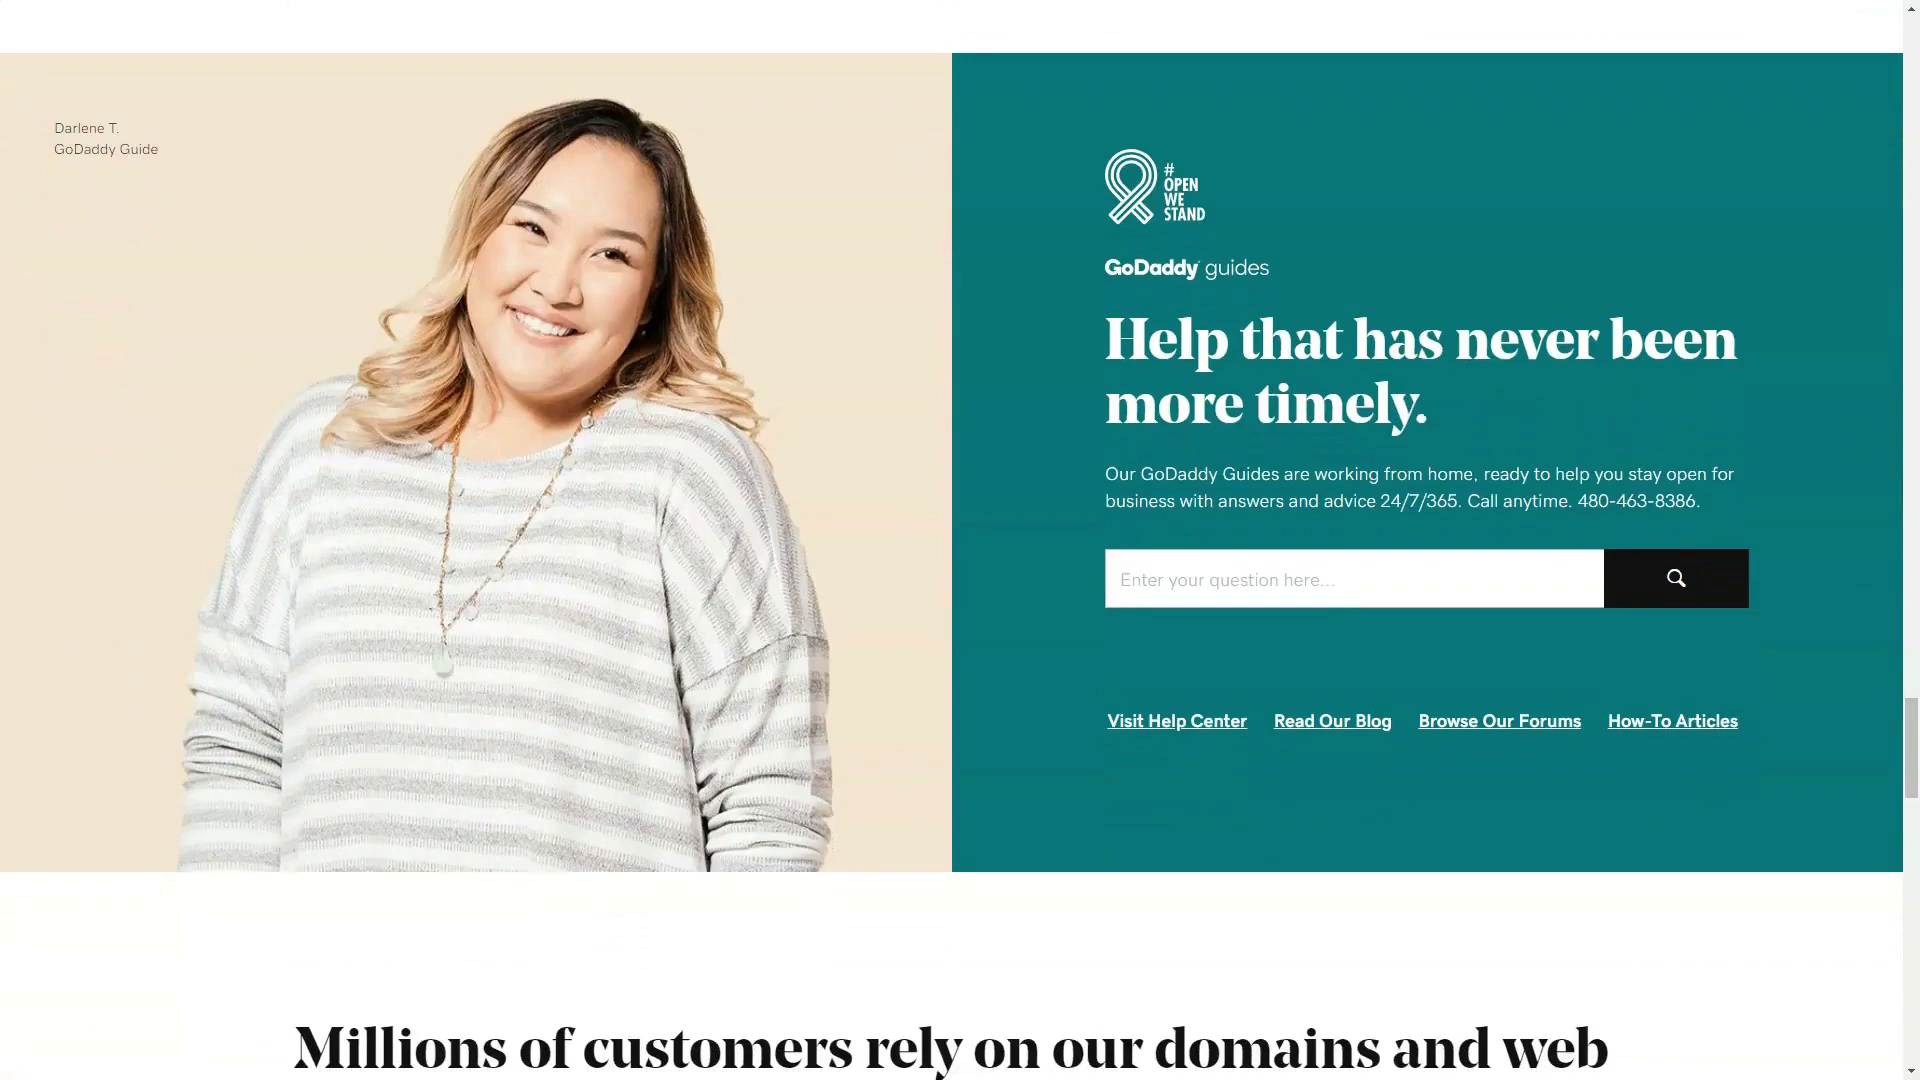 Darlene T.
GoDaddy Guide
#
OPEN
WE
STAND
GoDaddy guides
Help that has never been
more timely.
Our GoDaddy Guides are working from home, ready to help you stay open for
business with answers and advice 24/7/365. Call anytime. 480-463-8386.
Enter your question here...
Visit Help Center Read Our Blog Browse Our Forums How-To Articles
Millions of customers rely on our domains and web